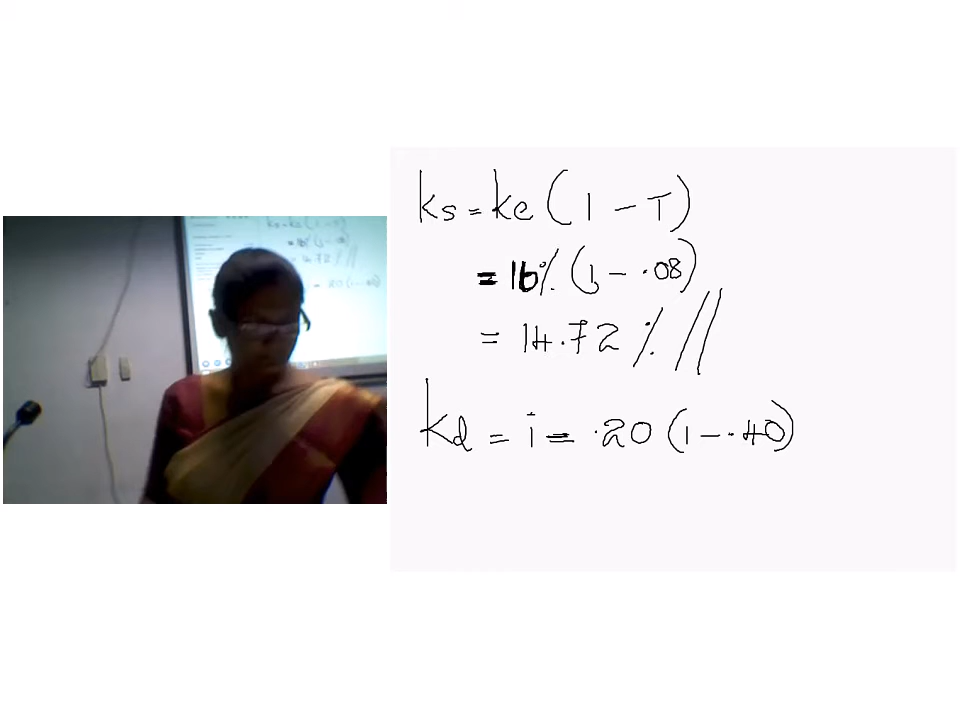 ks = ke (1 - T)
= 16% (1 - .08)
= 14.72% //
Kd = i = .20 (1 - .40)